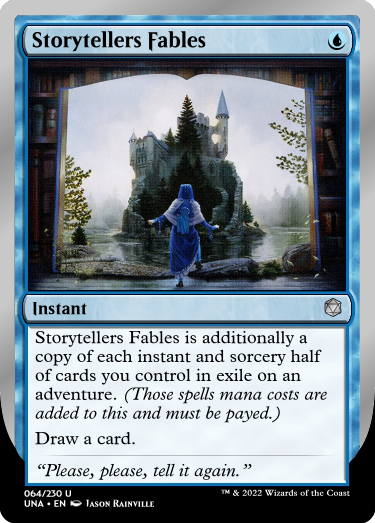 Storytellers Fables
Instant
Storytellers Fables is additionally a
copy of each instant and sorcery half
of cards you control in exile on an
adventure. (Those spells mana costs are
added to this and must be payed.)
Draw a card.
“Please, please, tell it again.”
064/230 U
™ & 2022 Wizards of the Coast
UNA • EN Jason Rainville